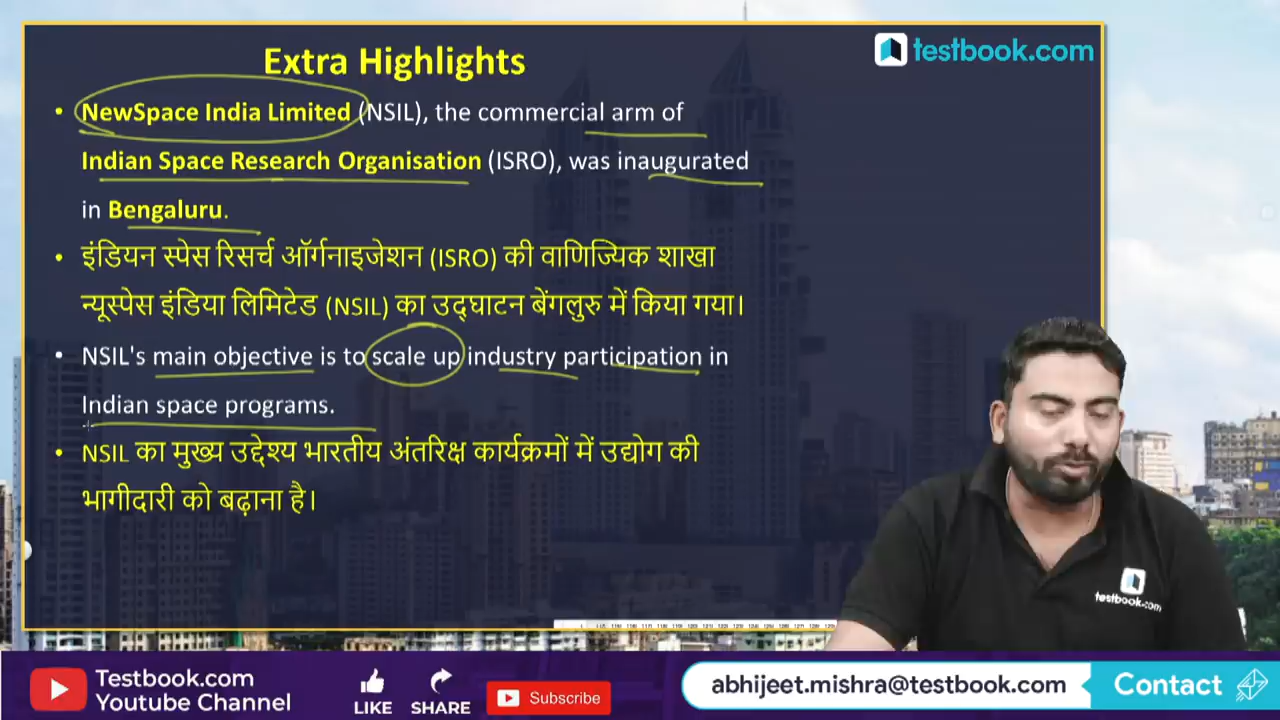 Extra Highlights
testbook.com
• NewSpace India Limited (NSIL), the commercial arm of
Indian Space Research Organisation (ISRO), was inaugurated
in Bengaluru.
• इंडियन स्पेस रिसर्च ऑर्गनाइजेशन (ISRO) की वाणिज्यिक शाखा
न्यूस्पेस इंडिया लिमिटेड (NSIL) का उद्घाटन बेंगलुरु में किया गया।
• NSIL's main objective is to scale up industry participation in
Indian space programs.
• NSIL का मुख्य उद्देश्य भारतीय अंतरिक्ष कार्यक्रमों में उद्योग की
भागीदारी को बढ़ाना है।
testbook.com
Testbook.com
Youtube Channel
LIKE
SHARE
Subscribe
abhijeet.mishra@testbook.com
Contact